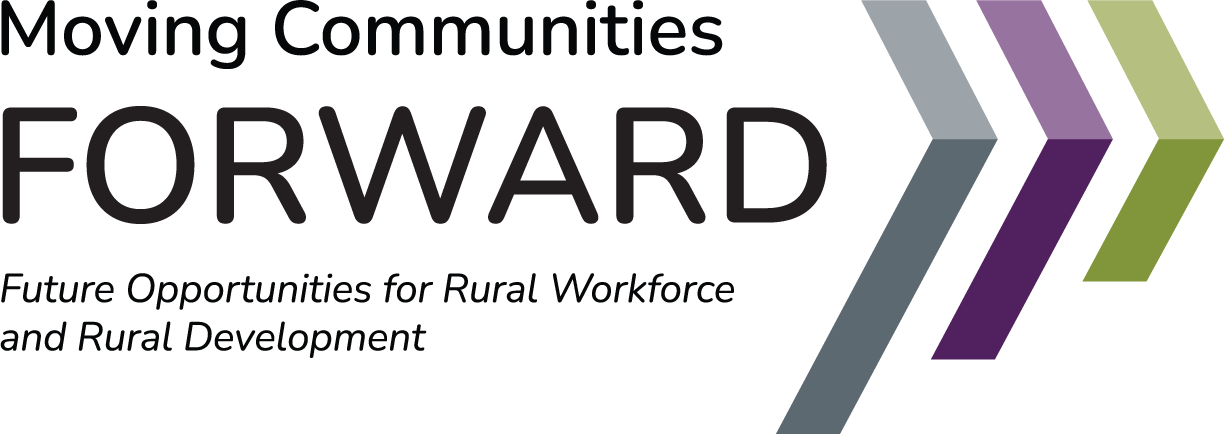 Moving Communities
FORWARD
Future Opportunities for Rural Workforce
and Rural Development